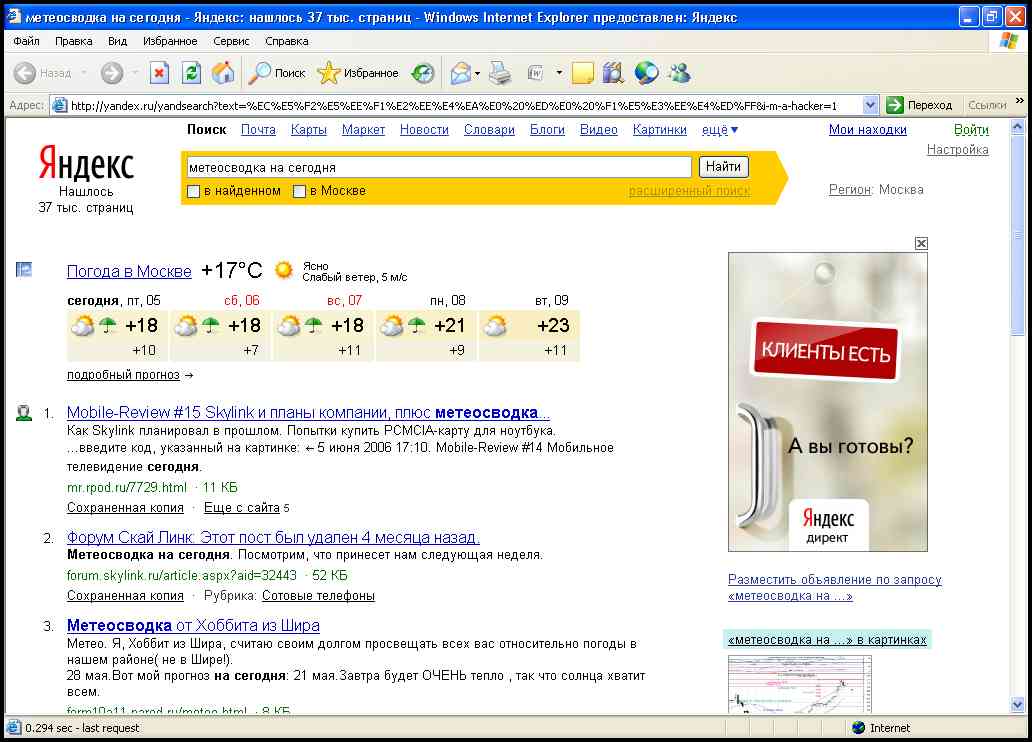 метеосводка на сегодня - Яндекс: нашлось 37 тыс. страниц - Windows Internet Explorer предоставлен: Яндекс
Файл Правка Вид Избранное Сервис Справка
Назад Поиск Избранное
Адрес: http://yandex.ru/yandsearch?text=%EC%E5%F2%E5%EE%F1%E2%EE%E4%EA%E0%20%ED%E0%20%F1%E5%E3%EE%E4%ED%FF&i-m-a-hacker=1 Переход Ссылки »
Поиск Почта Карты Маркет Новости Словари Блоги Видео Картинки ещё ▼ Мои находки Войти
Настройка
Яндекс
Нашлось
37 тыс. страниц
метеосводка на сегодня Найти
в найденном в Москве расширенный поиск
Регион: Москва
Погода в Москве +17°C Ясно
Слабый ветер, 5 м/с
сегодня, пт, 05 сб, 06 вс, 07 пн, 08 вт, 09
+18 +18 +18 +21 +23
+10 +7 +11 +9 +11
подробный прогноз →
1. Mobile-Review #15 Skylink и планы компании, плюс метеосводка...
Как Skylink планировал в прошлом. Попытки купить PCMCIA-карту для ноутбука.
...введите код, указанный на картинке: ← 5 июня 2006 17:10. Mobile-Review #14 Мобильное
телевидение сегодня.
mr.rpod.ru/7729.html · 11 КБ
Сохраненная копия · Еще с сайта 5
2. Форум Скай Линк: Этот пост был удален 4 месяца назад.
Метеосводка на сегодня. Посмотрим, что принесет нам следующая неделя.
forum.skylink.ru/article.aspx?aid=32443 · 52 КБ
Сохраненная копия · Рубрика: Сотовые телефоны
3. Метеосводка от Хоббита из Шира
Метео. Я, Хоббит из Шира, считаю своим долгом просвещать всех вас относительно погоды в
нашем районе( не в Шире!).
28 мая.Вот мой прогноз на сегодня: 21 мая.Завтра будет ОЧЕНЬ тепло , так что солнца хватит
всем.
form10a11.narod.ru/meteo.html · 8 КБ
КЛИЕНТЫ ЕСТЬ
А вы готовы?
Яндекс
директ
Разместить объявление по запросу
«метеосводка на ...»
«метеосводка на ...» в картинках
0.294 sec - last request Internet